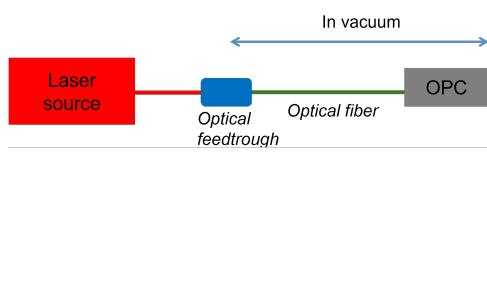 In vacuum
Laser
source
OPC
Optical
feedtrough
Optical fiber